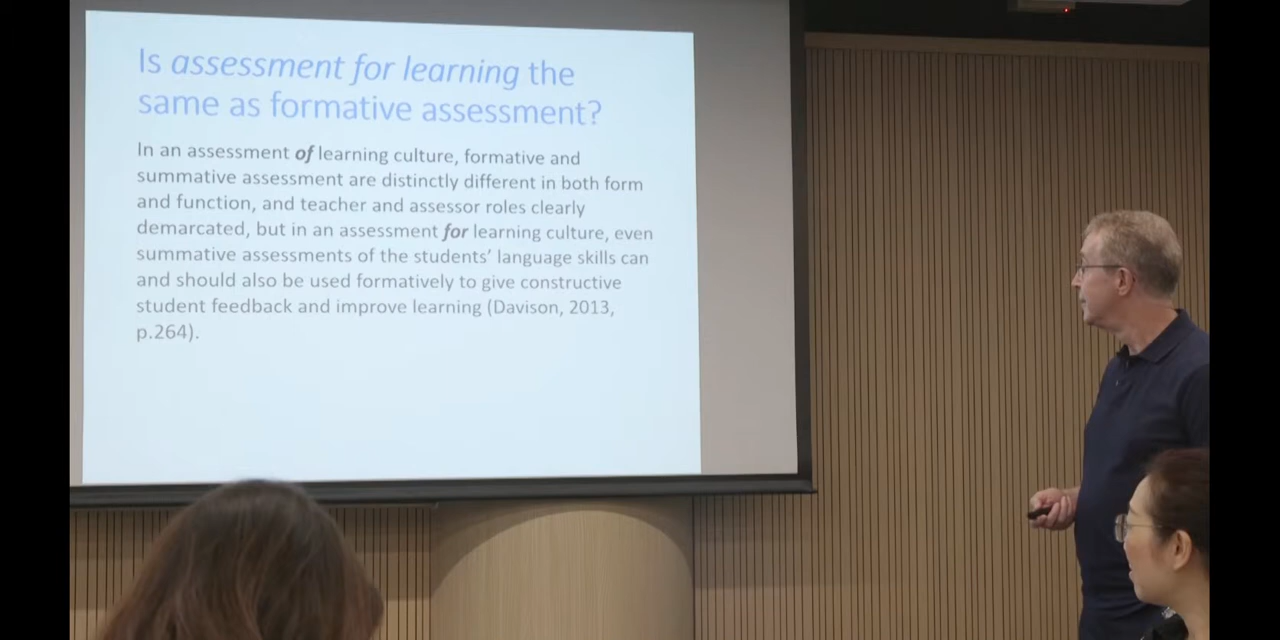 Is assessment for learning the
same as formative assessment?
In an assessment of learning culture, formative and
summative assessment are distinctly different in both form
and function, and teacher and assessor roles clearly
demarcated, but in an assessment for learning culture, even
summative assessments of the students’ language skills can
and should also be used formatively to give constructive
student feedback and improve learning (Davison, 2013,
p.264).